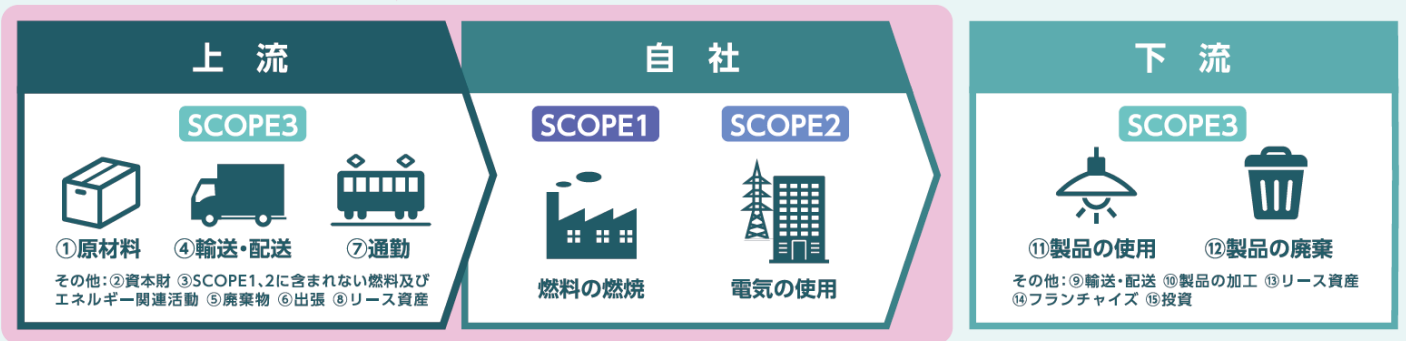 上 流
SCOPE3
①原材料
④輸送・配送
⑦通勤
その他:②資本財 ③SCOPE1、2に含まれない燃料及び
エネルギー関連活動 ⑤廃棄物 ⑥出張 ⑧リース資産
自 社
SCOPE1
燃料の燃焼
SCOPE2
電気の使用
下 流
SCOPE3
⑪製品の使用
⑫製品の廃棄
その他:⑨輸送・配送 ⑩製品の加工 ⑬リース資産
⑭フランチャイズ ⑮投資